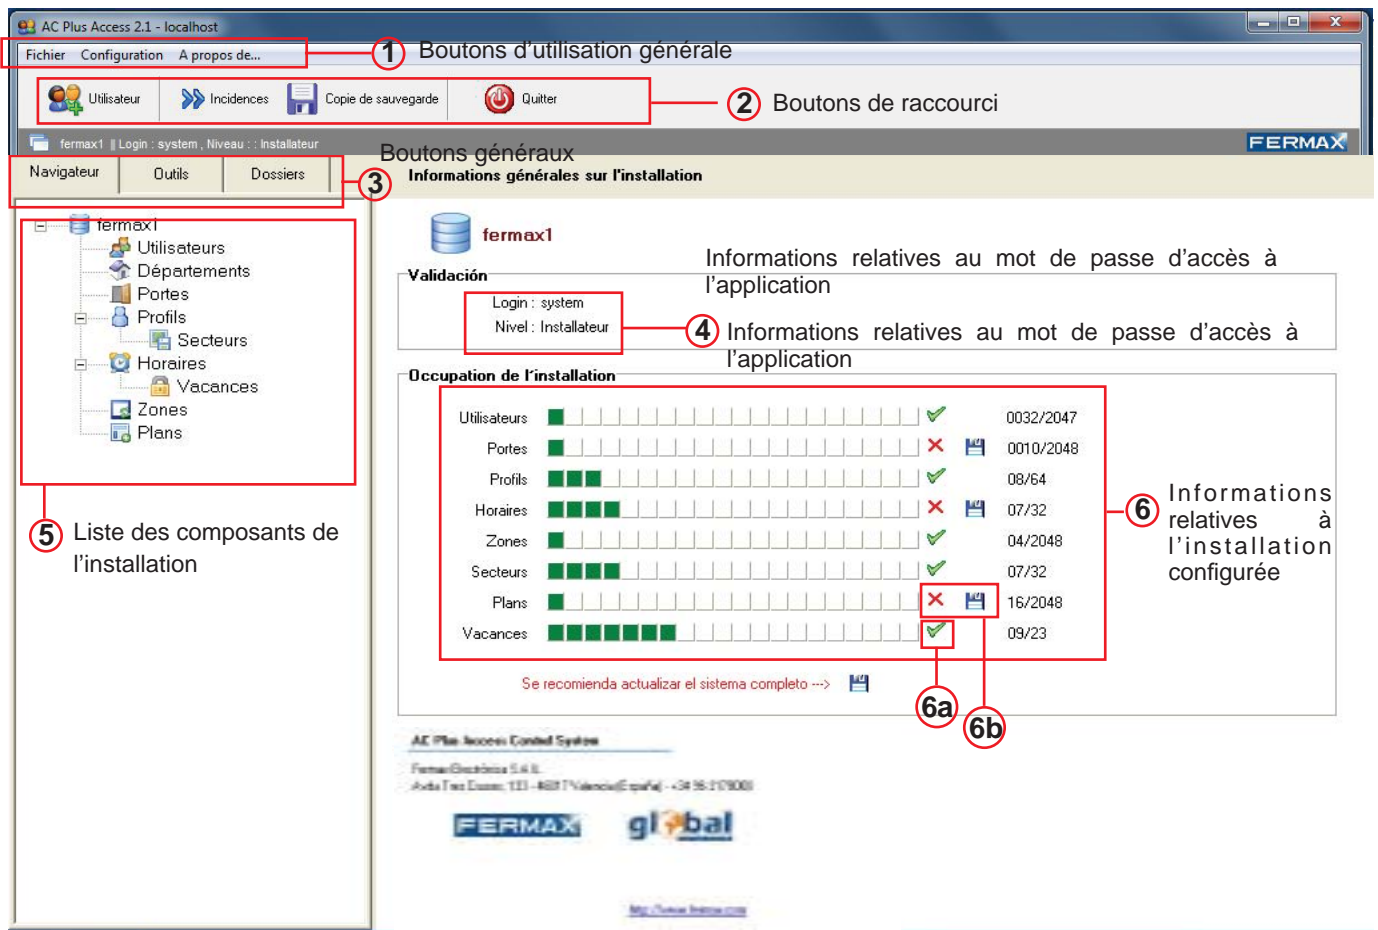 AC Plus Access 2.1 - localhost
Fichier Configuration A propos de...
1 Boutons d'utilisation générale
Utilisateur Incidences Copie de sauvegarde Quitter
2 Boutons de raccourci
fermax1 || Login : system , Niveau : : Installateur
FERMAX
Boutons généraux
Navigateur Outils Dossiers
3
Informations générales sur l'installation
fermax1
Utilisateurs
Départements
Portes
Profils
Secteurs
Horaires
Vacances
Zones
Plans
5 Liste des composants de
l'installation
fermax1
Informations relatives au mot de passe d'accès à
l'application
Validación
Login : system
Nivel : Installateur
4 Informations relatives au mot de passe d'accès à
l'application
Occupation de l'installation
Utilisateurs 0032/2047
Portes 0010/2048
Profils 08/64
Horaires 07/32
Zones 04/2048
Secteurs 07/32
Plans 16/2048
Vacances 09/23
6 Informations
relatives à
l'installation
configurée
Se recomienda actualizar el sistema completo --->
6a
6b
AC Plus Access Control System
FERMAX global